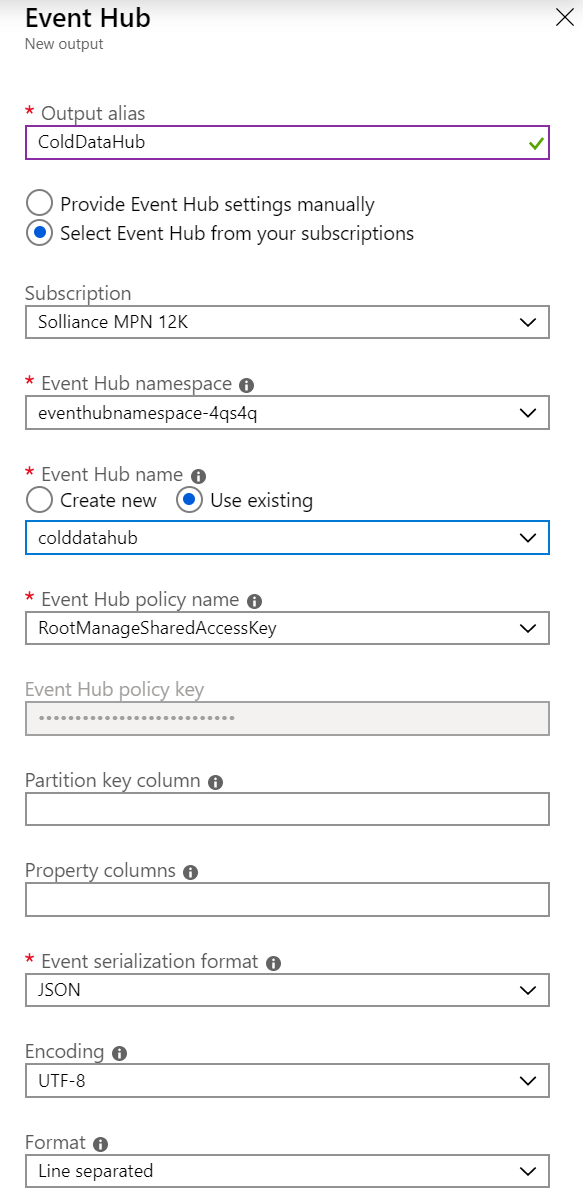 Event Hub
New output
* Output alias
ColdDataHub
Provide Event Hub settings manually
Select Event Hub from your subscriptions
Subscription
Solliance MPN 12K
* Event Hub namespace
eventhubnamespace-4qs4q
* Event Hub name
Create new Use existing
colddatahub
* Event Hub policy name
RootManageSharedAccessKey
Event Hub policy key
••••••••••••••••••••••••••••
Partition key column
Property columns
* Event serialization format
JSON
Encoding
UTF-8
Format
Line separated